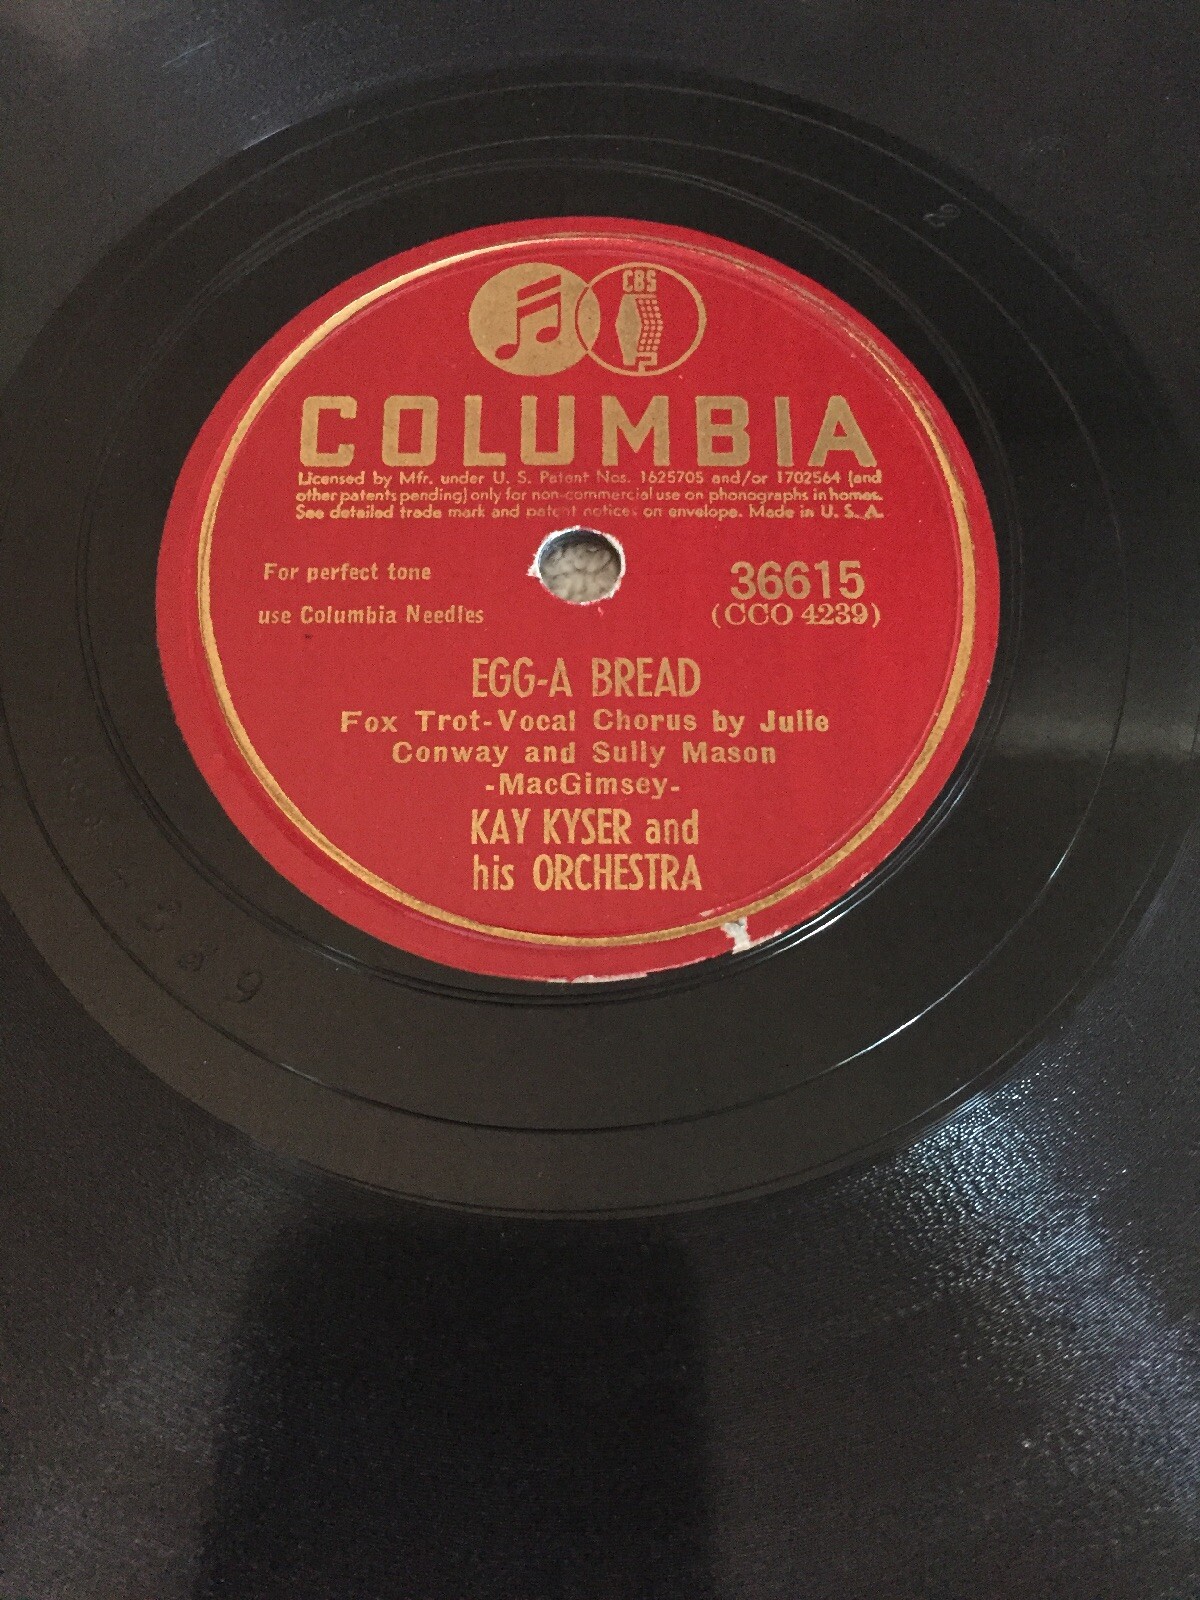 CBS
COLUMBIA
Licensed by Mfr. under U. S. Patent Nos. 1625705 and/or 1702564 (and
other patents pending) only for non-commercial use on phonographs in homes.
See detailed trade mark and patent notices on envelope. Made in U. S. A.
For perfect tone
use Columbia Needles
36615
(CCO 4239)
EGG-A BREAD
Fox Trot-Vocal Chorus by Julie
Conway and Sully Mason
-MacGimsey-
KAY KYSER and
his ORCHESTRA